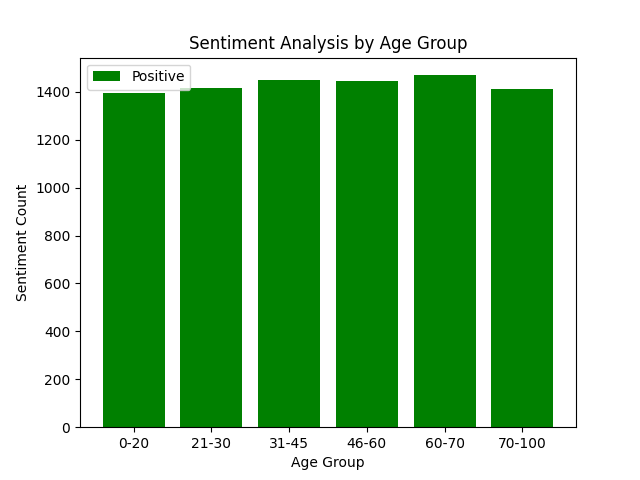 Sentiment Analysis by Age Group
Positive
1400
1200
1000
800
600
400
200
0
Sentiment Count
0-20 21-30 31-45 46-60 60-70 70-100
Age Group